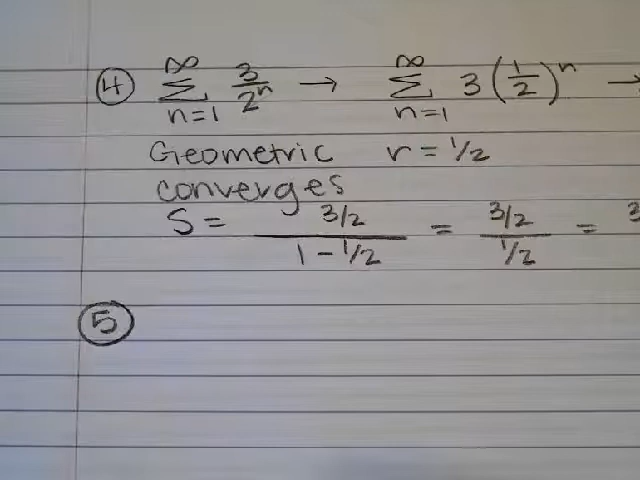 ④ ∞∑n=1 3/2ⁿ → ∞∑n=1 3(1/2)ⁿ →
Geometric r = 1/2
converges
S = (3/2)/(1 - 1/2) = (3/2)/(1/2) = 3
⑤